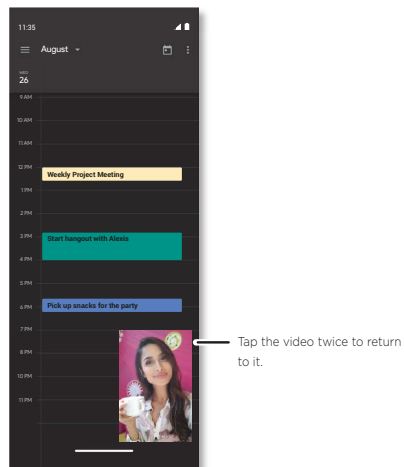 11:35
August
WED
26
9 AM
10 AM
11 AM
12 PM
Weekly Project Meeting
1 PM
2 PM
3 PM
Start hangout with Alexis
4 PM
5 PM
6 PM
Pick up snacks for the party
7 PM
8 PM
10 PM
11 PM
Tap the video twice to return
to it.